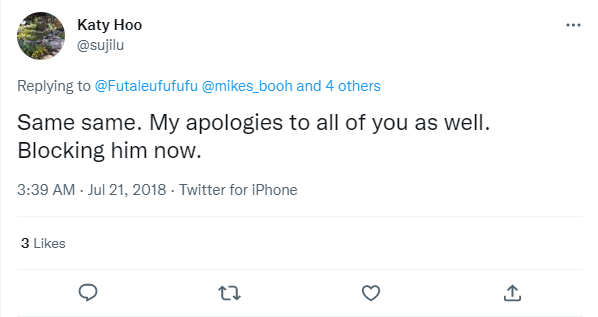 Katy Hoo
@sujilu
Replying to @Futaleufufufu @mikes_booh and 4 others
Same same. My apologies to all of you as well.
Blocking him now.
3:39 AM · Jul 21, 2018 · Twitter for iPhone
3 Likes